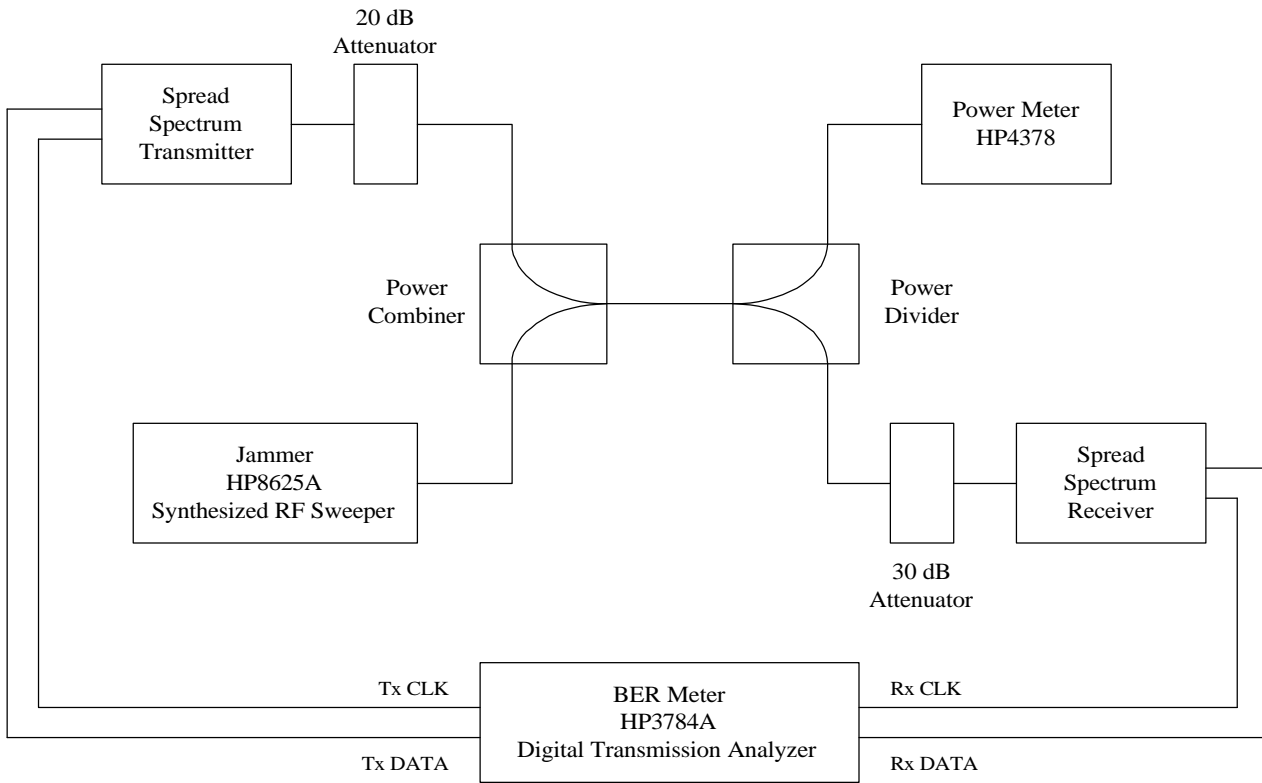 20 dB
Attenuator
Spread
Spectrum
Transmitter
Power Meter
HP4378
Power
Combiner
Power
Divider
Jammer
HP8625A
Synthesized RF Sweeper
Spread
Spectrum
Receiver
30 dB
Attenuator
Tx CLK
BER Meter
HP3784A
Digital Transmission Analyzer
Rx CLK
Tx DATA
Rx DATA